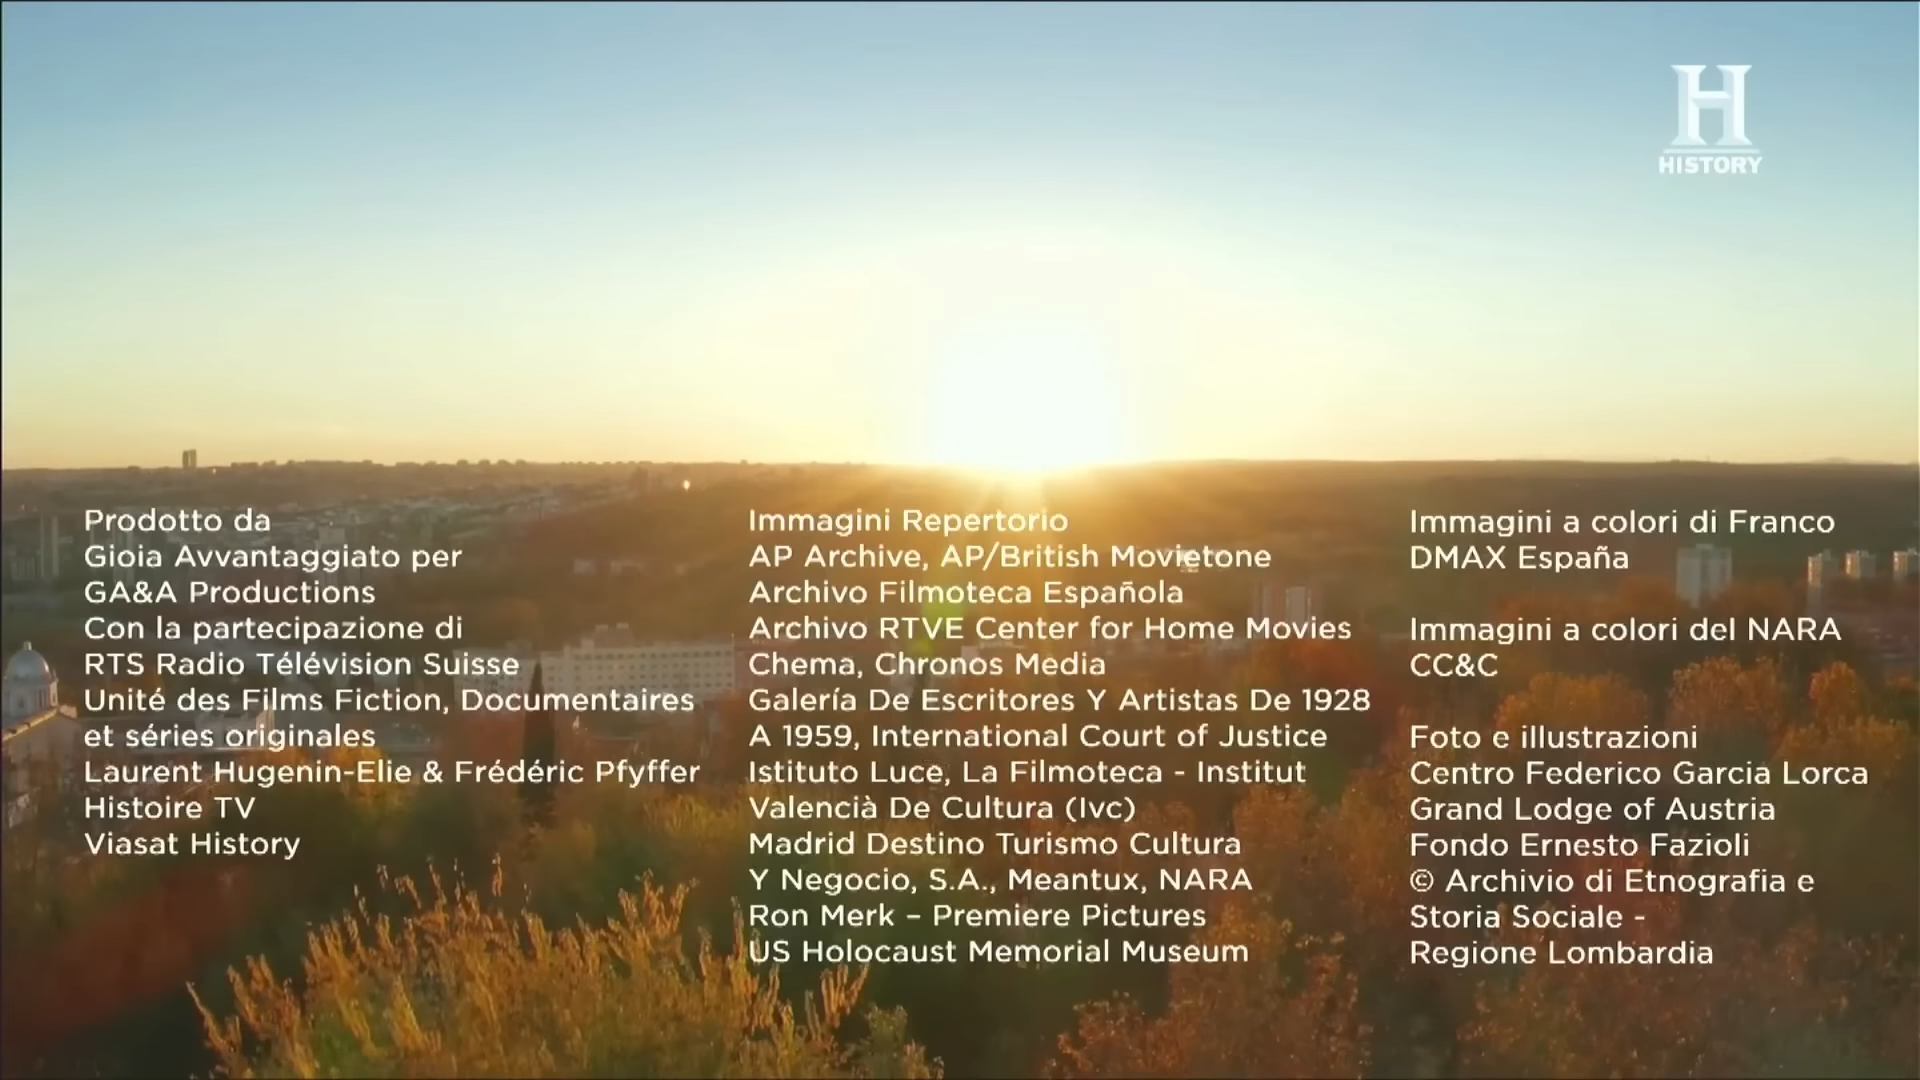 H
HISTORY
Prodotto da
Gioia Avvantaggiato per
GA&A Productions
Con la partecipazione di
RTS Radio Télévision Suisse
Unité des Films Fiction, Documentaires
et séries originales
Laurent Hugenin-Elie & Frédéric Pfyffer
Histoire TV
Viasat History
Immagini Repertorio
AP Archive, AP/British Movietone
Archivo Filmoteca Española
Archivo RTVE Center for Home Movies
Chema, Chronos Media
Galería De Escritores Y Artistas De 1928
A 1959, International Court of Justice
Istituto Luce, La Filmoteca - Institut
Valencià De Cultura (Ivc)
Madrid Destino Turismo Cultura
Y Negocio, S.A., Meantux, NARA
Ron Merk – Premiere Pictures
US Holocaust Memorial Museum
Immagini a colori di Franco
DMAX España
Immagini a colori del NARA
CC&C
Foto e illustrazioni
Centro Federico Garcia Lorca
Grand Lodge of Austria
Fondo Ernesto Fazioli
© Archivio di Etnografia e
Storia Sociale -
Regione Lombardia